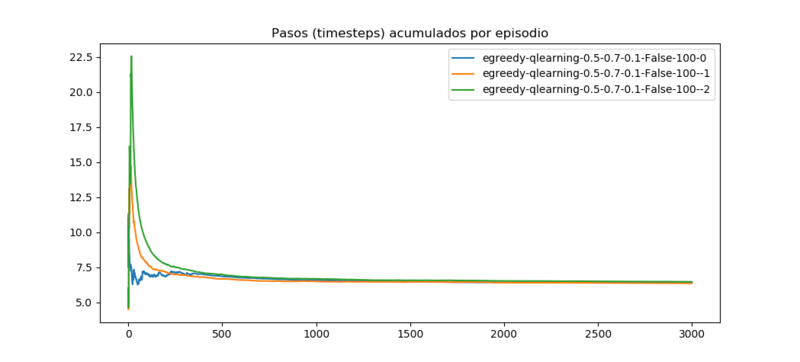 Pasos (timesteps) acumulados por episodio
egreedy-qlearning-0.5-0.7-0.1-False-100-0
egreedy-qlearning-0.5-0.7-0.1-False-100--1
egreedy-qlearning-0.5-0.7-0.1-False-100--2
22.5
20.0
17.5
15.0
12.5
10.0
7.5
5.0
0 500 1000 1500 2000 2500 3000